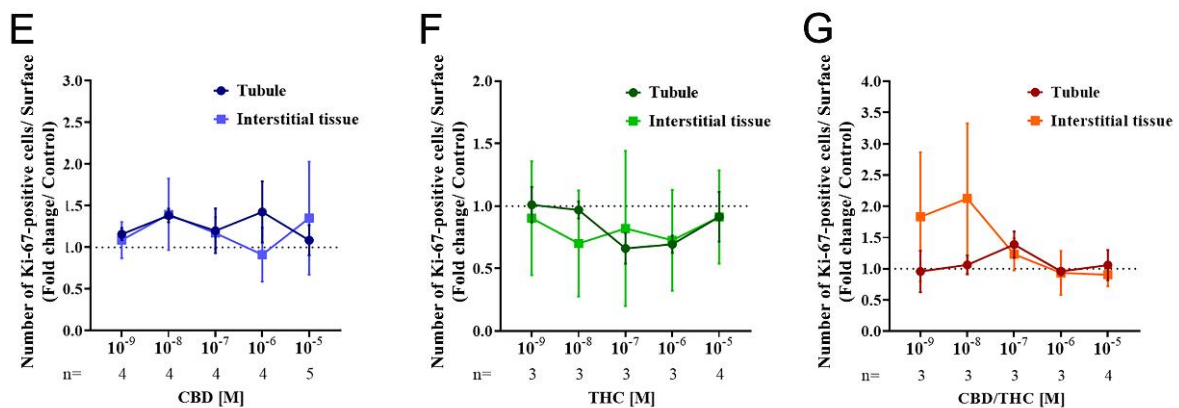 E
Number of Ki-67-positive cells/ Surface
(Fold change/ Control)
3.0
2.5
2.0
1.5
1.0
0.5
0.0
Tubule
Interstitial tissue
10-9 10-8 10-7 10-6 10-5
n= 4 4 4 4 5
CBD [M]
F
Number of Ki-67-positive cells/ Surface
(Fold change/ Control)
2.0
1.5
1.0
0.5
0.0
Tubule
Interstitial tissue
10-9 10-8 10-7 10-6 10-5
n= 3 3 3 3 4
THC [M]
G
Number of Ki-67-positive cells/ Surface
(Fold change/ Control)
4.0
3.5
3.0
2.5
2.0
1.5
1.0
0.5
0.0
Tubule
Interstitial tissue
10-9 10-8 10-7 10-6 10-5
n= 3 3 3 3 4
CBD/THC [M]